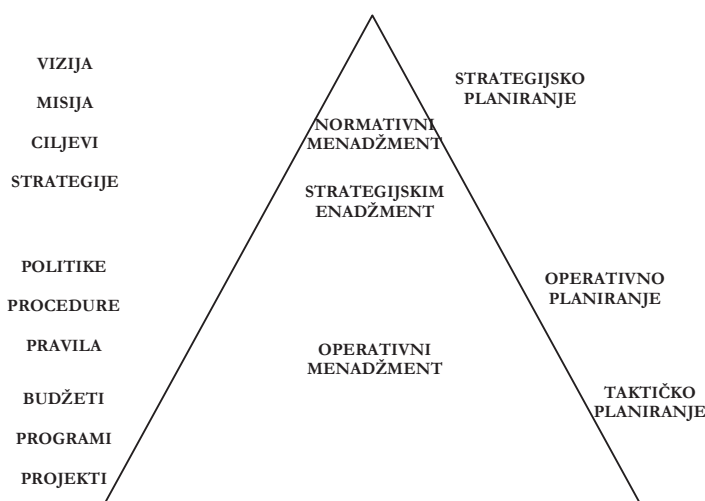 VIZIJA
MISIJA
CILJEVI
STRATEGIJE
POLITIKE
PROCEDURE
PRAVILA
BUDŽETI
PROGRAMI
PROJEKTI
NORMATIVNI
MENADŽMENT
STRATEGIJSKIM
ENADŽMENT
OPERATIVNI
MENADŽMENT
STRATEGIJSKO
PLANIRANJE
OPERATIVNO
PLANIRANJE
TAKTIČKO
PLANIRANJE